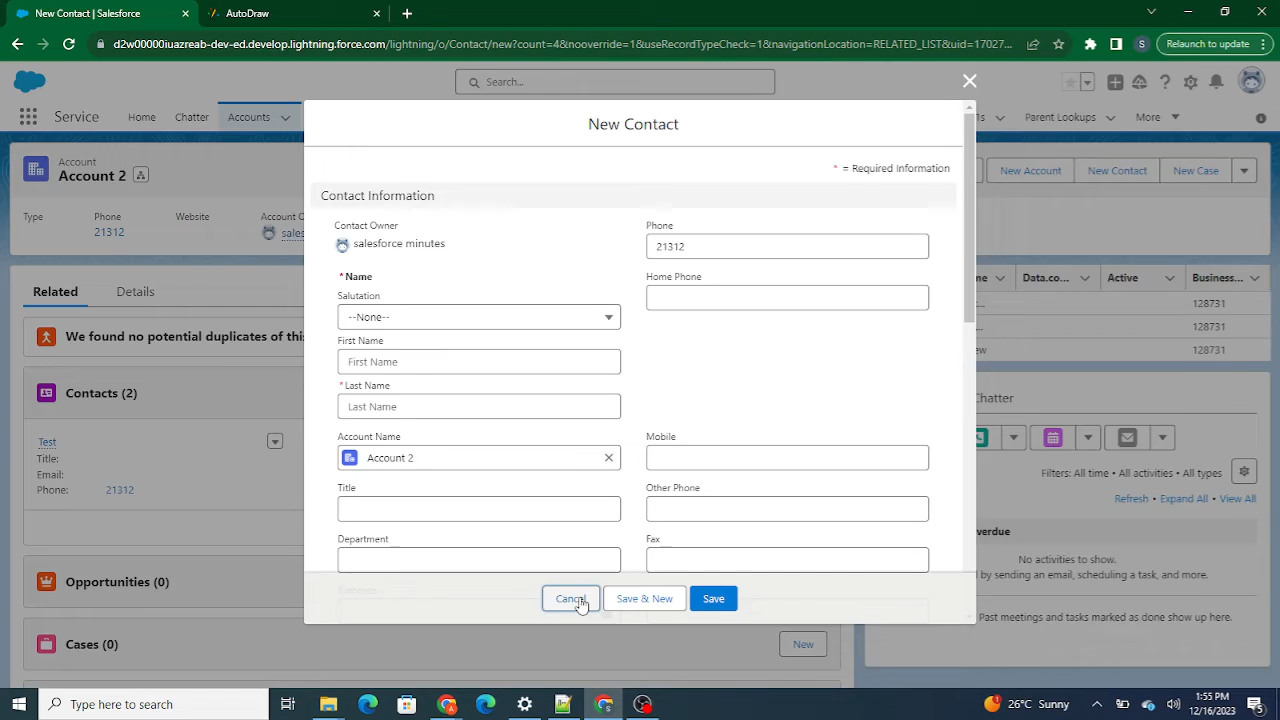 New Contact | Salesforce
AutoDraw
d2w00000iuazreab-dev-ed.develop.lightning.force.com/lightning/o/Contact/new?count=4&nooverride=1&useRecordTypeCheck=1&navigationLocation=RELATED_LIST&uid=17027...
S
Relaunch to update
Search...
Service
Home
Chatter
Accounts
Parent Lookups
More
Account
Account 2
Type
Phone
21312
Website
Account O
sales
New Account
New Contact
New Case
New Contact
* = Required Information
Contact Information
Contact Owner
salesforce minutes
Phone
21312
* Name
Home Phone
Salutation
--None--
First Name
First Name
* Last Name
Last Name
Account Name
Account 2
Mobile
Title
Other Phone
Department
Fax
Cancel
Save & New
Save
Related
Details
We found no potential duplicates of this
Contacts (2)
Test
Title:
Email:
Phone:
21312
Opportunities (0)
Cases (0)
New
Data.co...
Active
Business...
128731
128731
ew
128731
Chatter
Filters: All time • All activities • All types
Refresh • Expand All • View All
verdue
No activities to show.
d by sending an email, scheduling a task, and more.
Past meetings and tasks marked as done show up here.
Type here to search
26°C Sunny
1:55 PM
12/16/2023